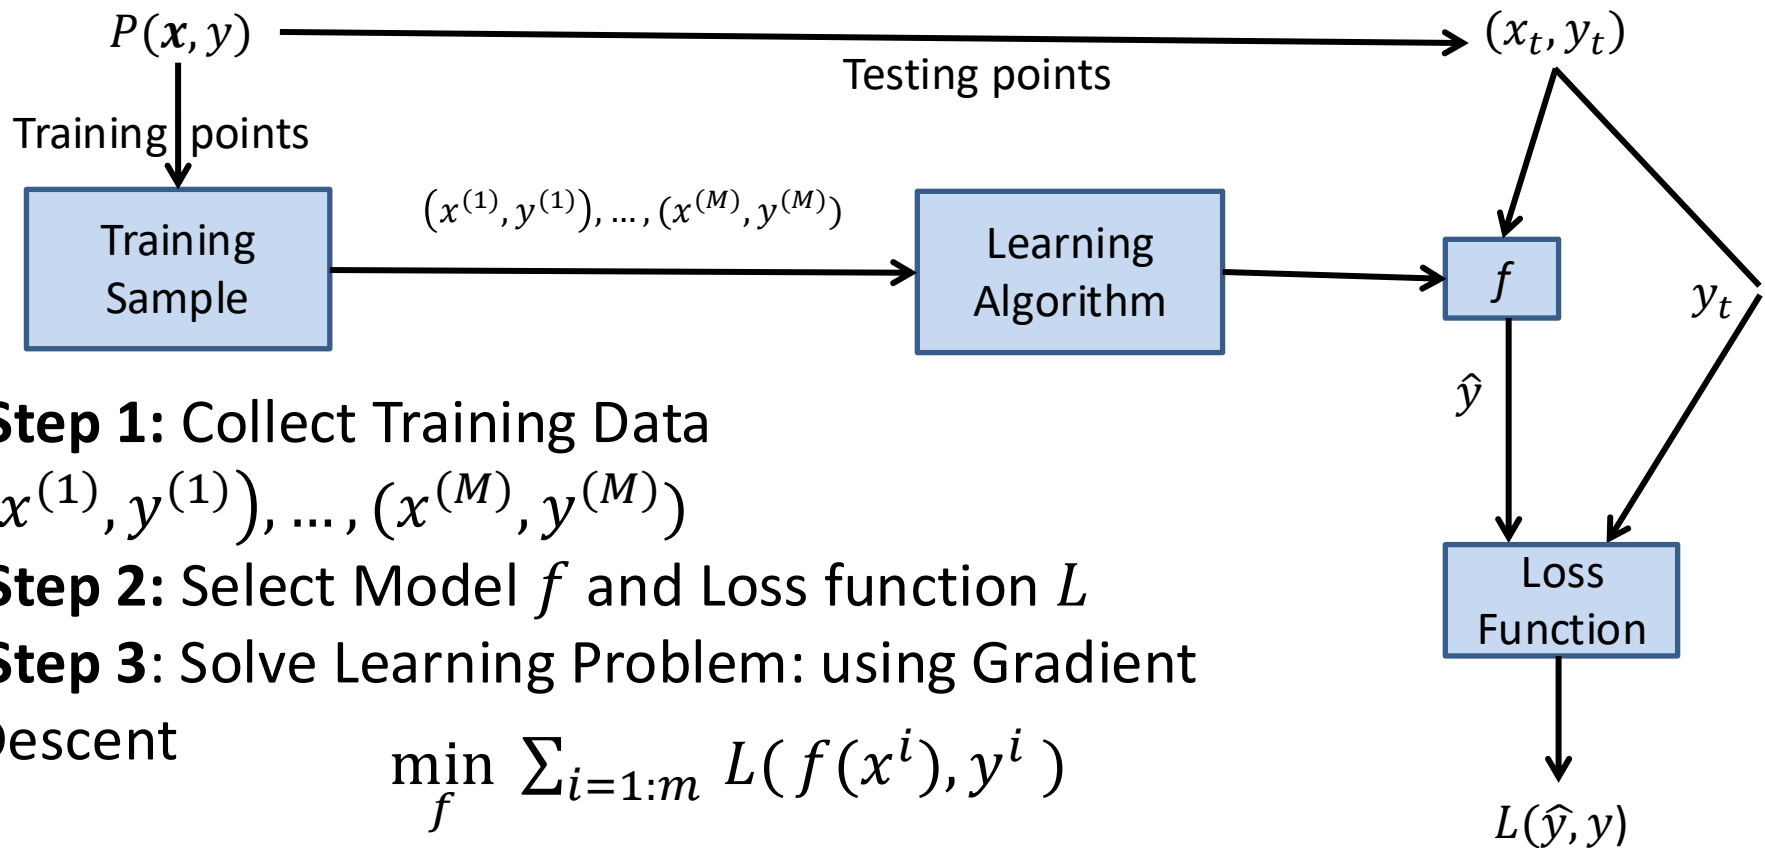 P(x, y)
(x_t, y_t)
Testing points
Training points
(x^(1), y^(1)), … , (x^(M), y^(M))
Training
Sample
Learning
Algorithm
f
y_t
ŷ
Step 1: Collect Training Data
x^(1), y^(1)), … , (x^(M), y^(M))
Step 2: Select Model f and Loss function L
Step 3: Solve Learning Problem: using Gradient
Descent
min_f ∑_{i=1:m} L( f(x^i), y^i )
Loss
Function
L(ŷ, y)